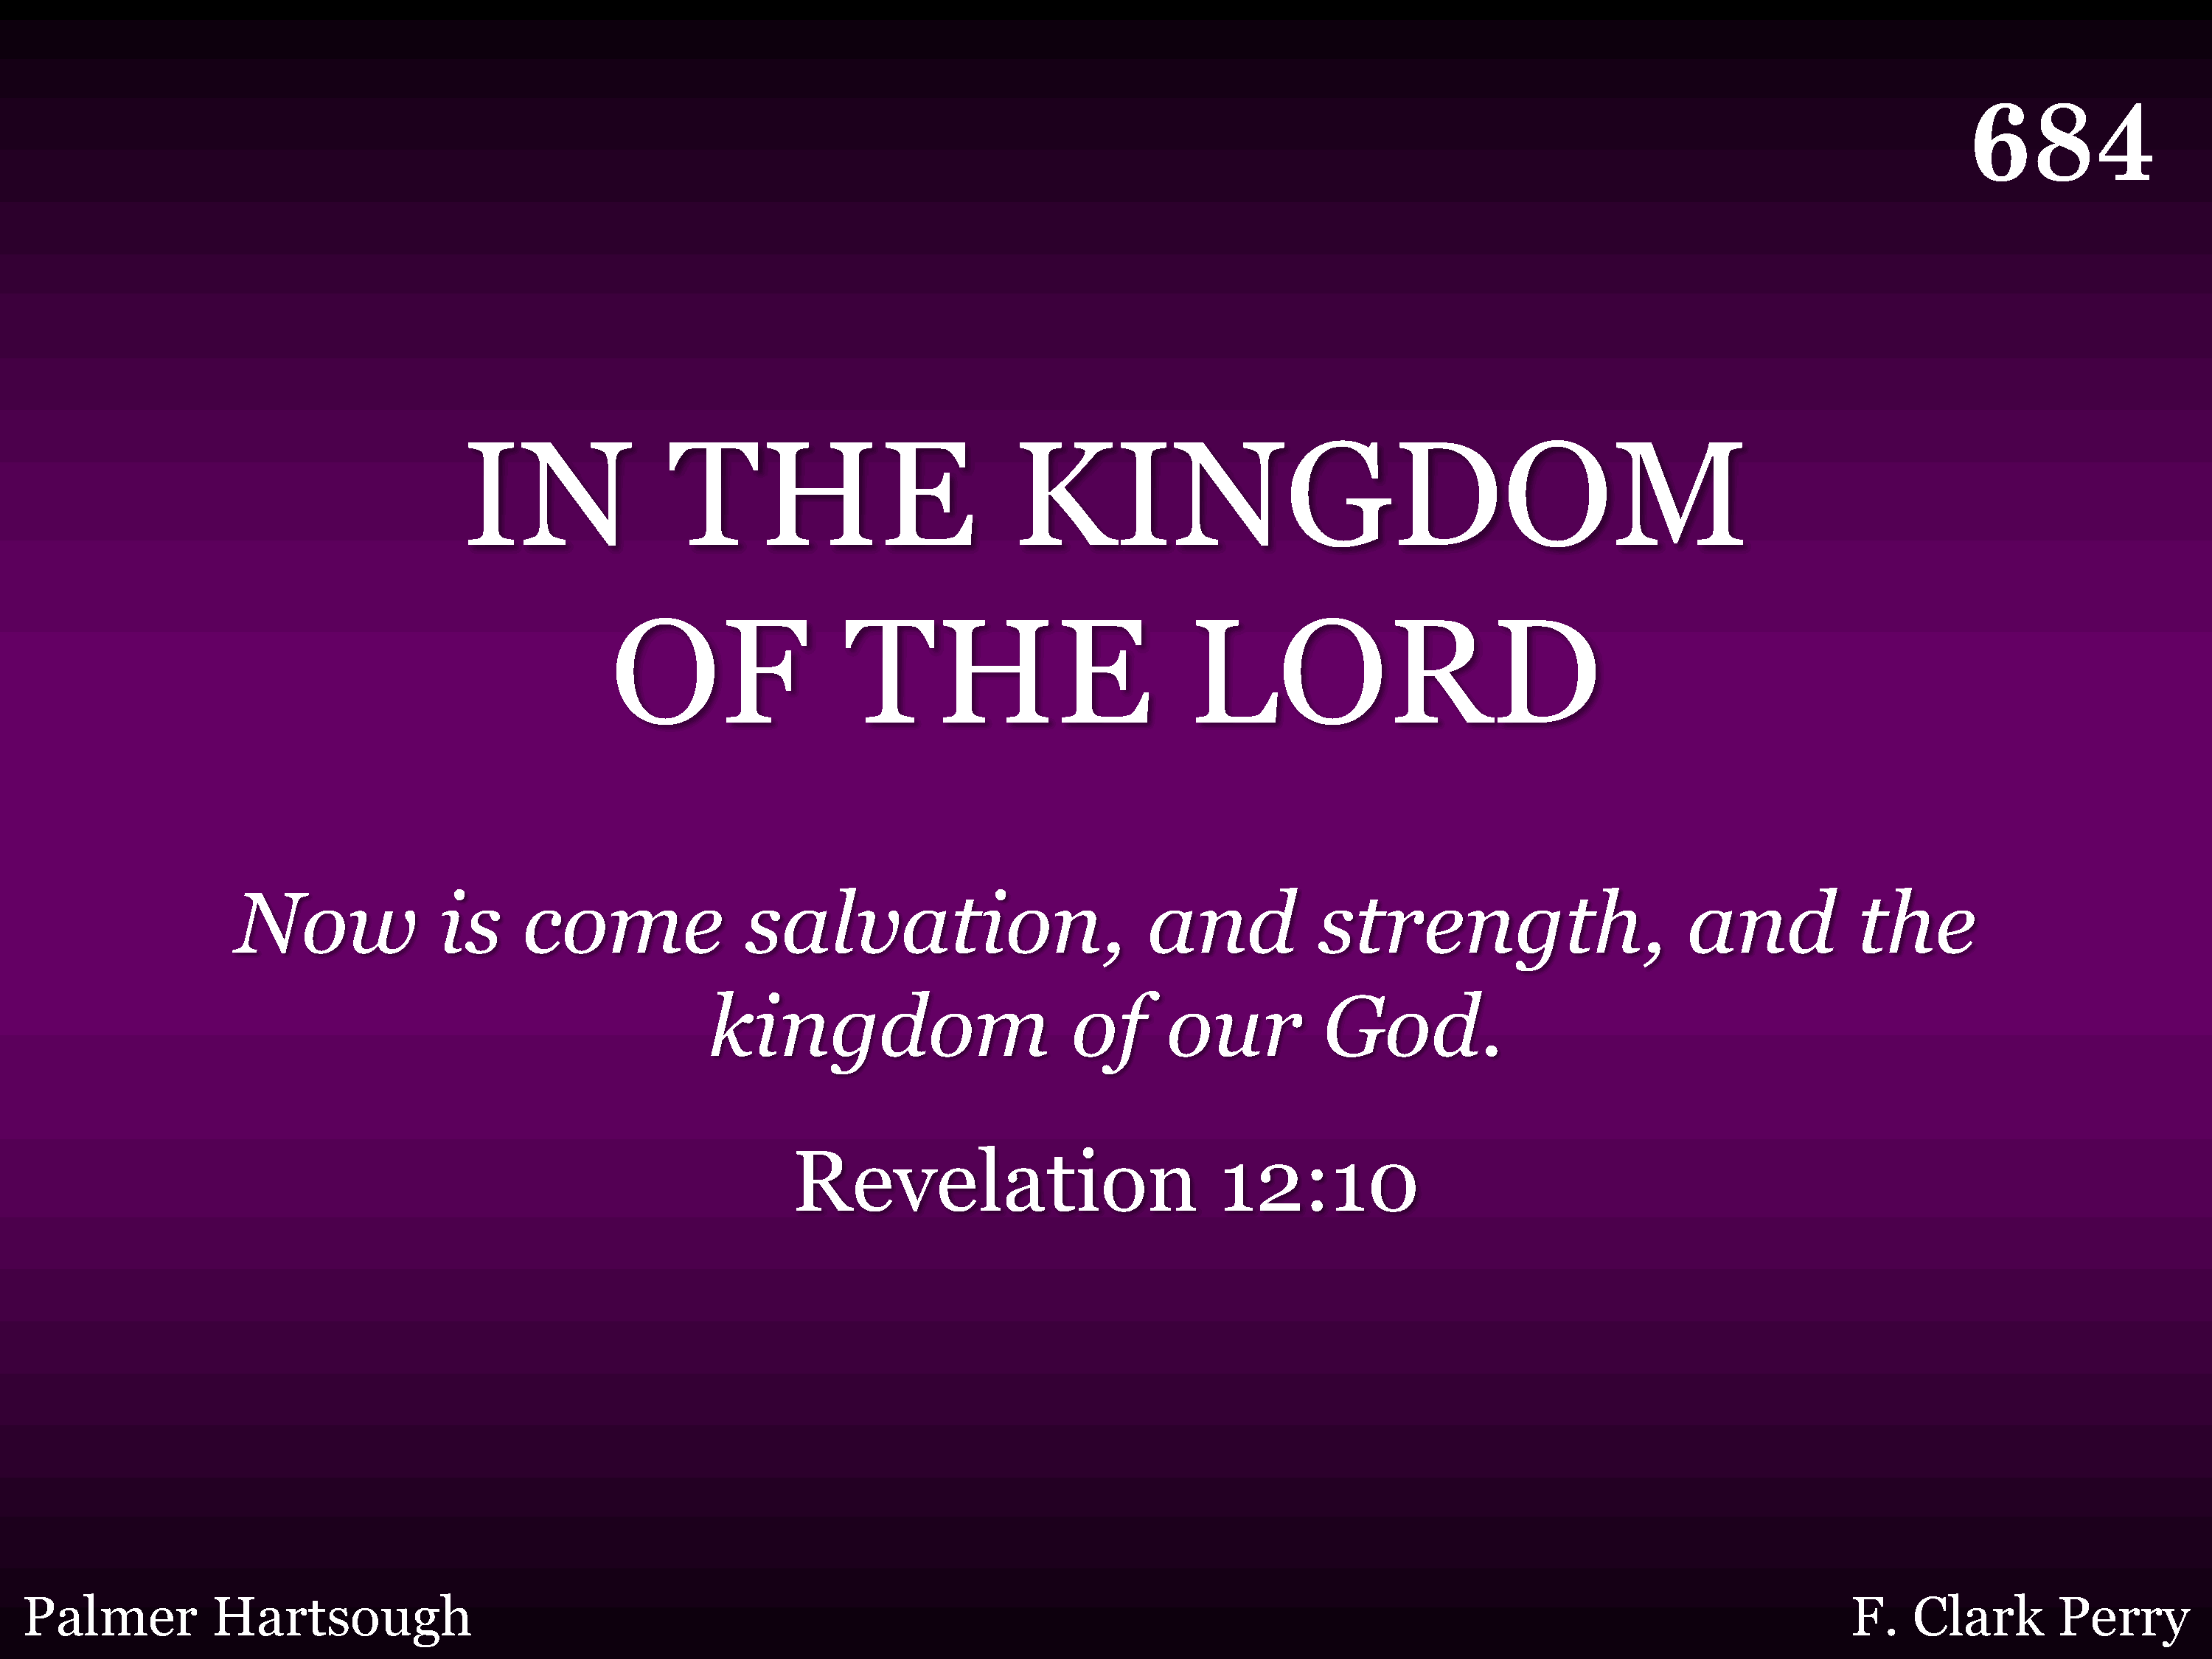 684
IN THE KINGDOM
OF THE LORD
Now is come salvation, and strength, and the
kingdom of our God.
Revelation 12:10
Palmer Hartsough
F. Clark Perry